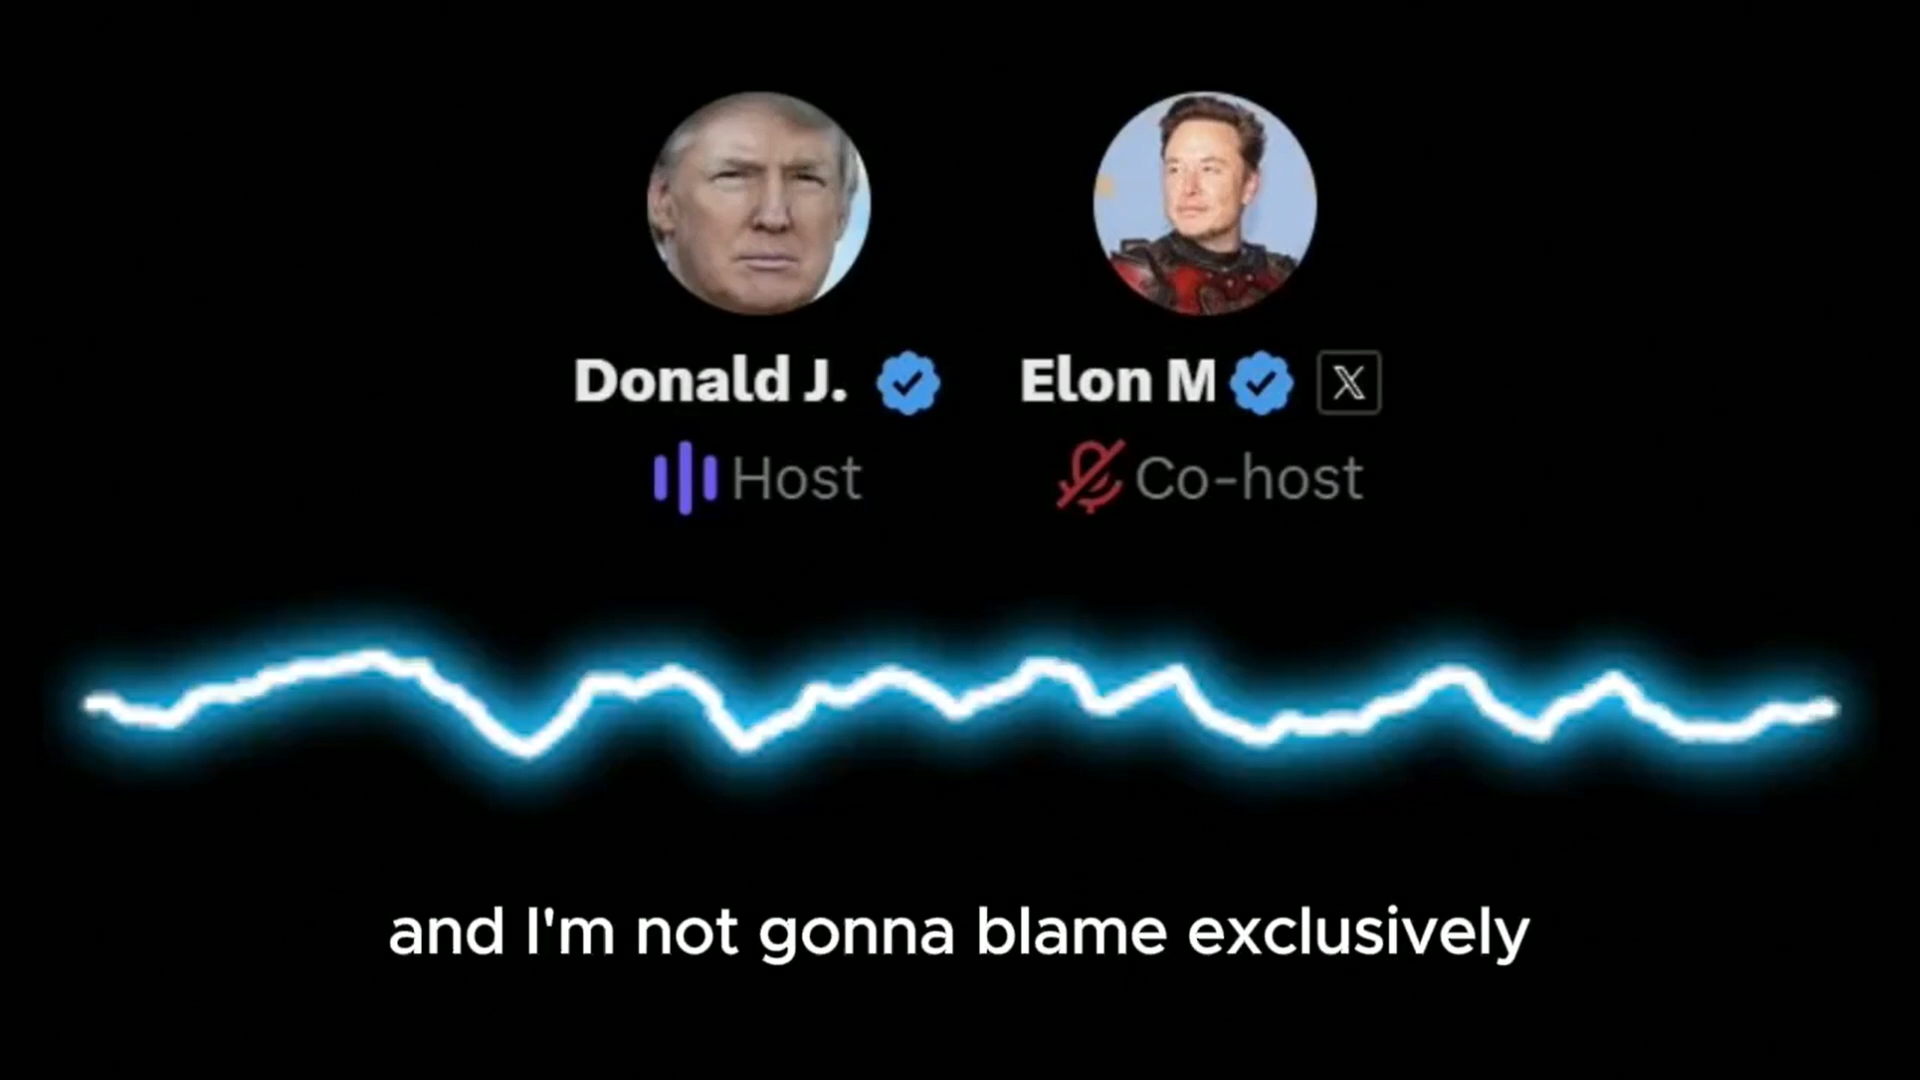 Donald J.
Elon M
X
Host
Co-host
and I'm not gonna blame exclusively